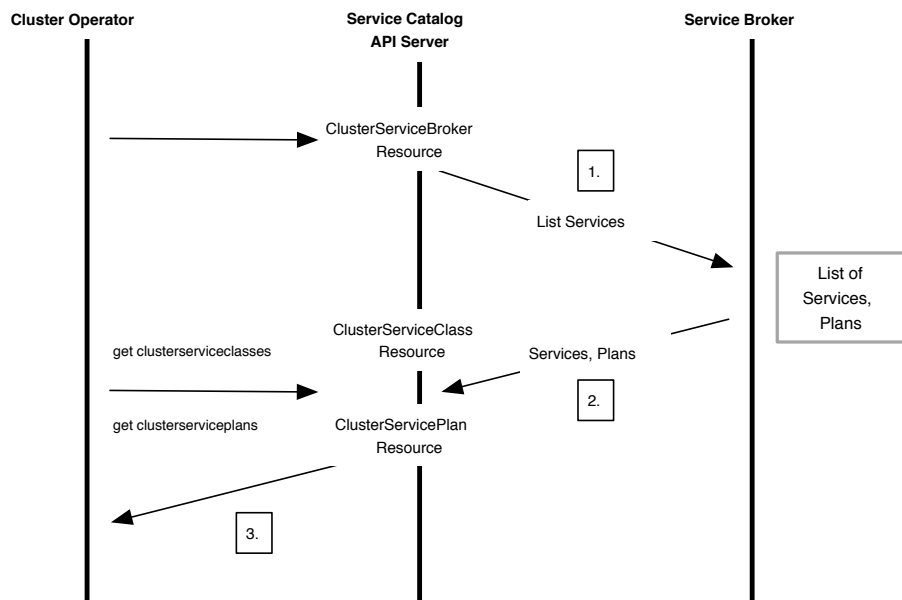 Cluster Operator
Service Catalog
API Server
Service Broker
ClusterServiceBroker
Resource
1.
List Services
List of
Services,
Plans
ClusterServiceClass
Resource
get clusterserviceclasses
Services, Plans
2.
get clusterserviceplans
ClusterServicePlan
Resource
3.